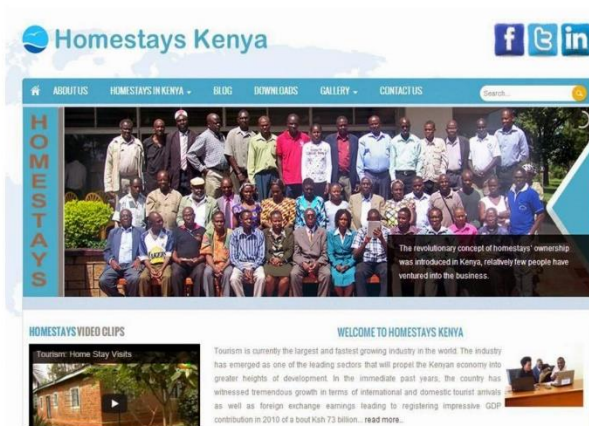 Homestays Kenya
f t in
ABOUT US HOMESTAYS IN KENYA BLOG DOWNLOADS GALLERY CONTACT US Search...
HOMESTAYS
The revolutionary concept of homestays' ownership
was introduced in Kenya, relatively few people have
ventured into the business.
HOMESTAYS VIDEO CLIPS
Tourism: Home Stay Visits
WELCOME TO HOMESTAYS KENYA
Tourism is currently the largest and fastest growing industry in the world. The industry
has emerged as one of the leading sectors that will propel the Kenyan economy into
greater heights of development. In the immediate past years, the country has
witnessed tremendous growth in terms of international and domestic tourist arrivals
as well as foreign exchange earnings leading to registering impressive GDP
contribution in 2010 of a bout Ksh 73 billion... read more..